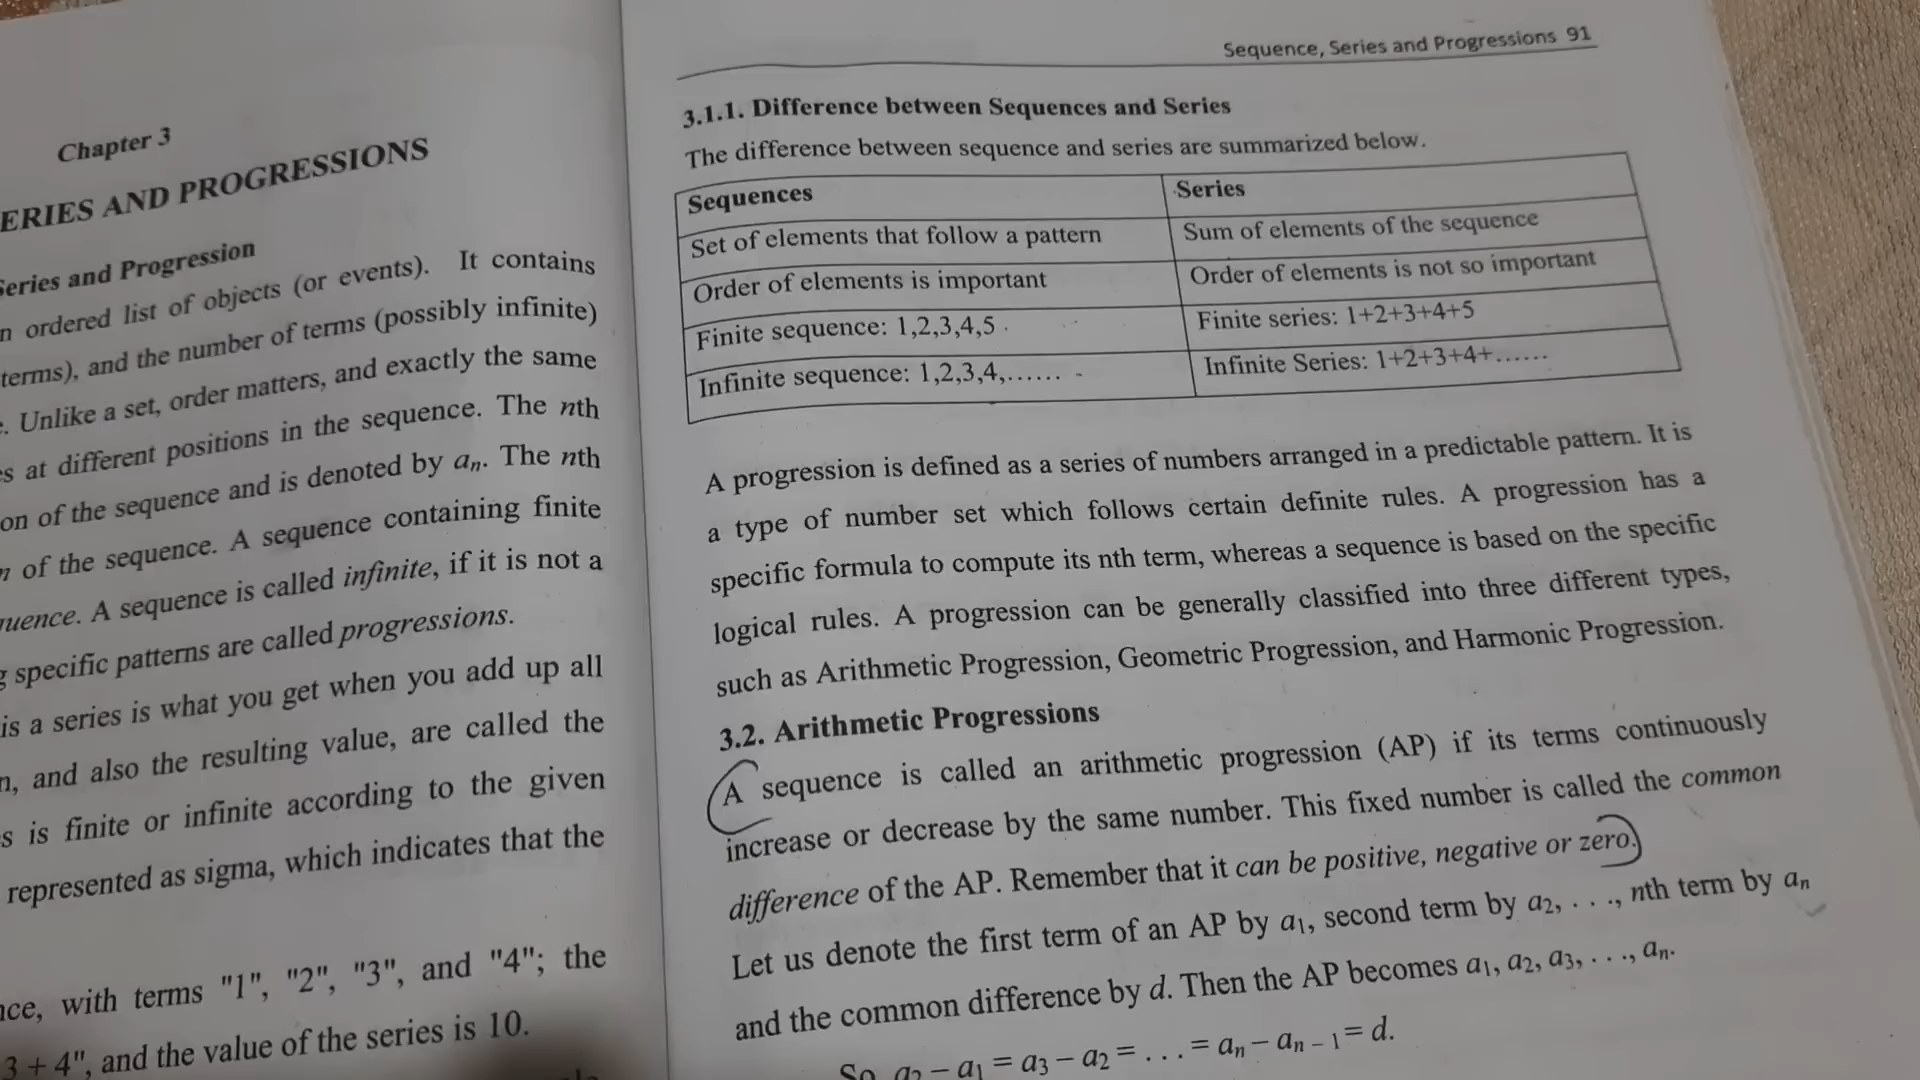 Chapter 3
ERIES AND PROGRESSIONS
Series and Progression
n ordered list of objects (or events). It contains
terms), and the number of terms (possibly infinite)
. Unlike a set, order matters, and exactly the same
s at different positions in the sequence. The nth
on of the sequence and is denoted by aₙ. The nth
of the sequence. A sequence containing finite
uence. A sequence is called infinite, if it is not a
specific patterns are called progressions.
is a series is what you get when you add up all
n, and also the resulting value, are called the
s is finite or infinite according to the given
represented as sigma, which indicates that the
nce, with terms "1", "2", "3", and "4"; the
3 + 4", and the value of the series is 10.
Sequence, Series and Progressions 91
3.1.1. Difference between Sequences and Series
The difference between sequence and series are summarized below.
Sequences Series
Set of elements that follow a pattern Sum of elements of the sequence
Order of elements is important Order of elements is not so important
Finite sequence: 1,2,3,4,5 Finite series: 1+2+3+4+5
Infinite sequence: 1,2,3,4,...... Infinite Series: 1+2+3+4+......
A progression is defined as a series of numbers arranged in a predictable pattern. It is
a type of number set which follows certain definite rules. A progression has a
specific formula to compute its nth term, whereas a sequence is based on the specific
logical rules. A progression can be generally classified into three different types,
such as Arithmetic Progression, Geometric Progression, and Harmonic Progression.
3.2. Arithmetic Progressions
A sequence is called an arithmetic progression (AP) if its terms continuously
increase or decrease by the same number. This fixed number is called the common
difference of the AP. Remember that it can be positive, negative or zero.
Let us denote the first term of an AP by a₁, second term by a₂, . . ., nth term by aₙ
and the common difference by d. Then the AP becomes a₁, a₂, a₃, . . ., aₙ.
So a₂ – a₁ = a₃ – a₂ = . . . = aₙ – aₙ₋₁ = d.